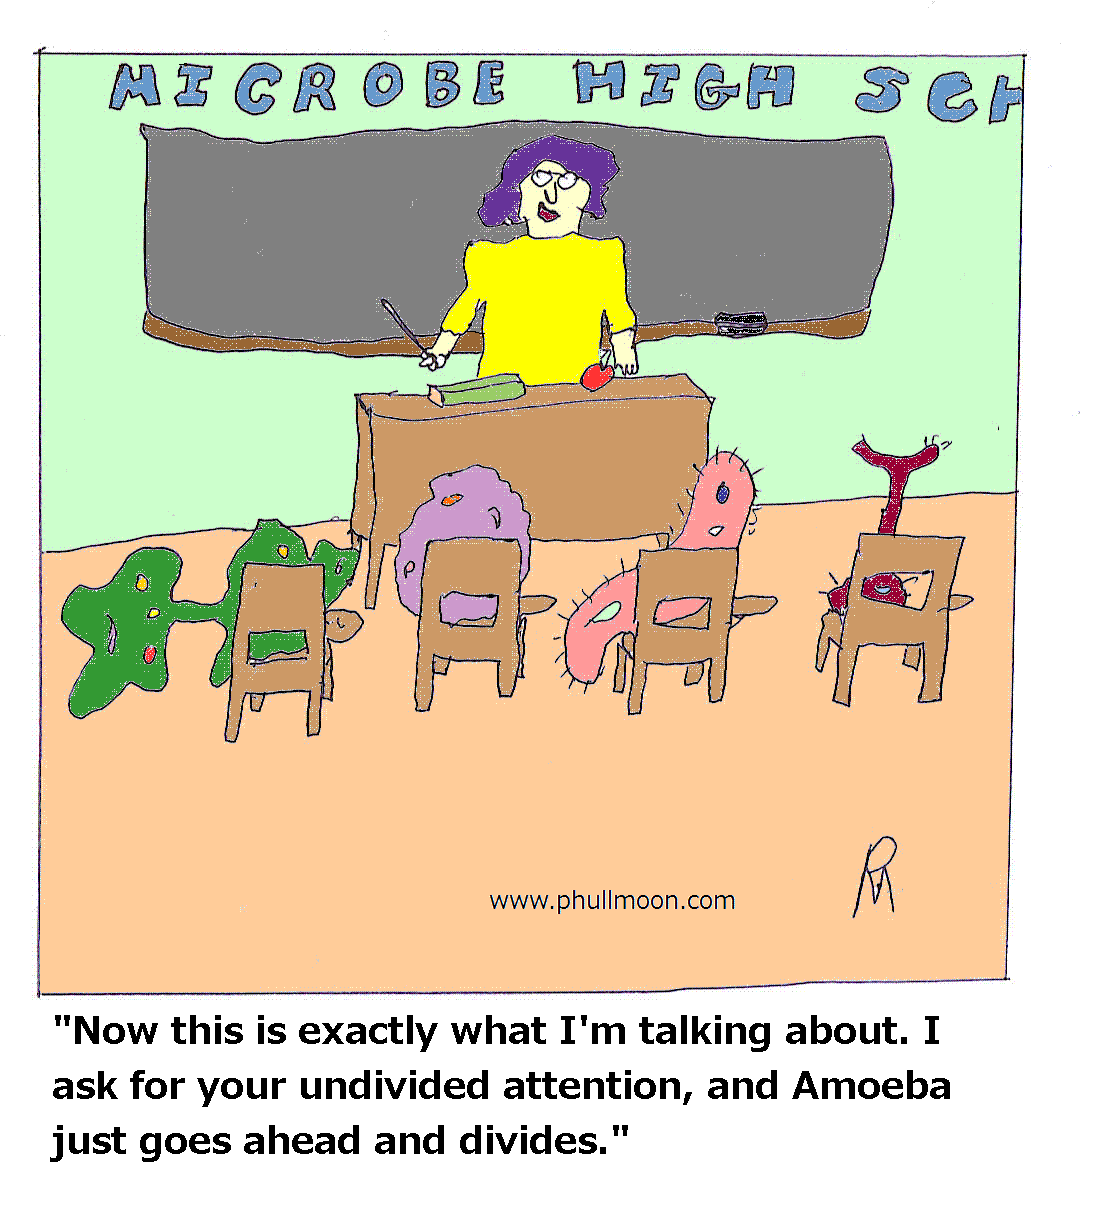 MICROBE HIGH SCH
www.phullmoon.com
"Now this is exactly what I'm talking about. I
ask for your undivided attention, and Amoeba
just goes ahead and divides."